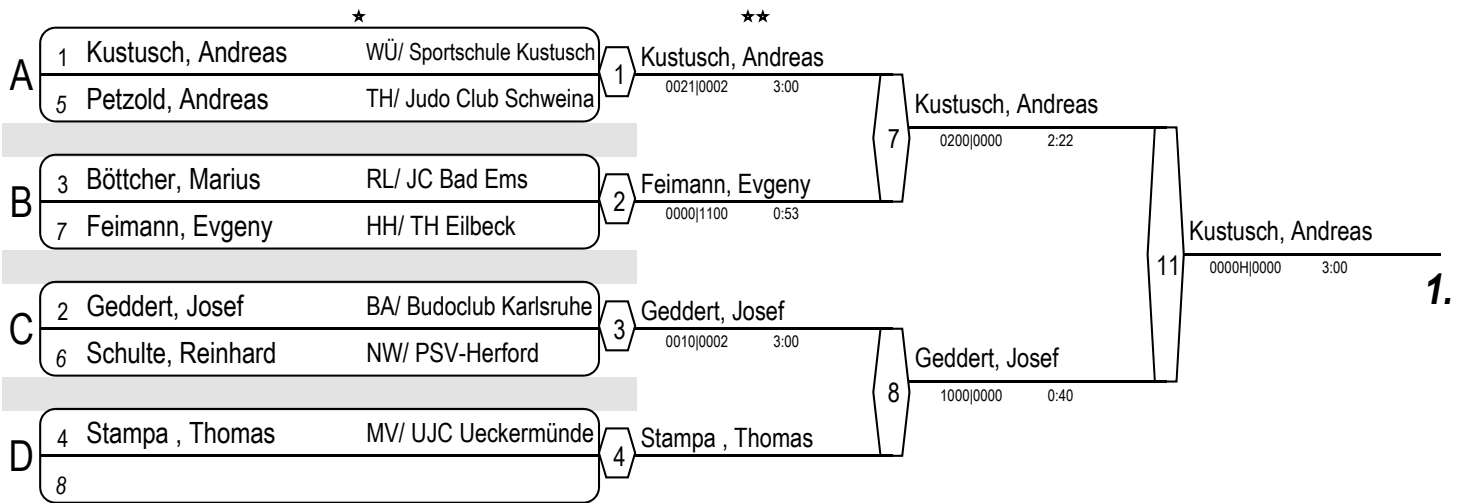 ★ ★★
A
1 Kustusch, Andreas WÜ/ Sportschule Kustusch
5 Petzold, Andreas TH/ Judo Club Schweina
1
Kustusch, Andreas
0021|0002 3:00
B
3 Böttcher, Marius RL/ JC Bad Ems
7 Feimann, Evgeny HH/ TH Eilbeck
2
Feimann, Evgeny
0000|1100 0:53
7
Kustusch, Andreas
0200|0000 2:22
C
2 Geddert, Josef BA/ Budoclub Karlsruhe
6 Schulte, Reinhard NW/ PSV-Herford
3
Geddert, Josef
0010|0002 3:00
D
4 Stampa , Thomas MV/ UJC Ueckermünde
8
4
Stampa , Thomas
8
Geddert, Josef
1000|0000 0:40
11
Kustusch, Andreas
0000H|0000 3:00
1.